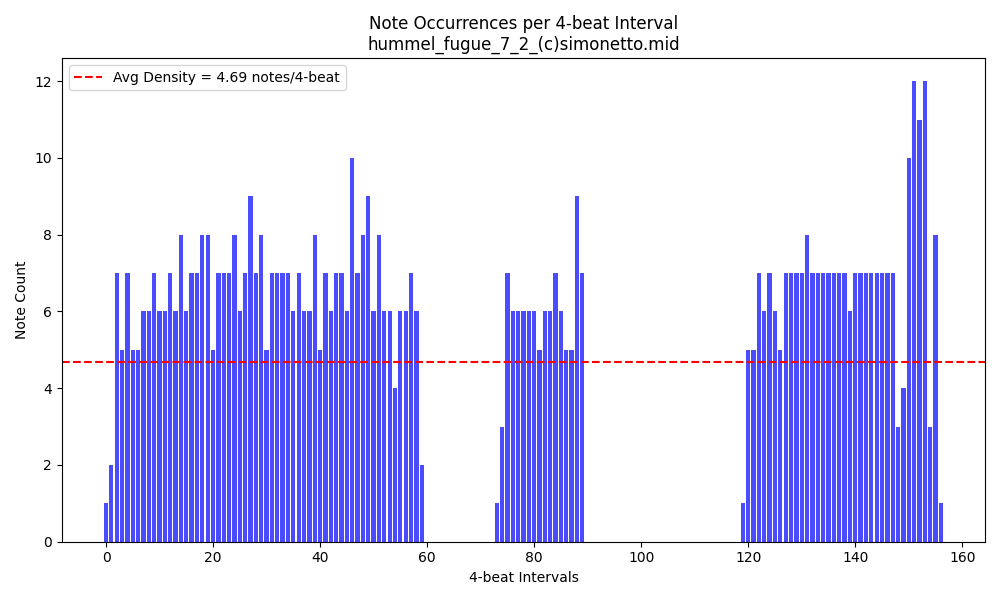 Note Occurrences per 4-beat Interval
hummel_fugue_7_2_(c)simonetto.mid
Avg Density = 4.69 notes/4-beat
Note Count
12
10
8
6
4
2
0
0 20 40 60 80 100 120 140 160
4-beat Intervals